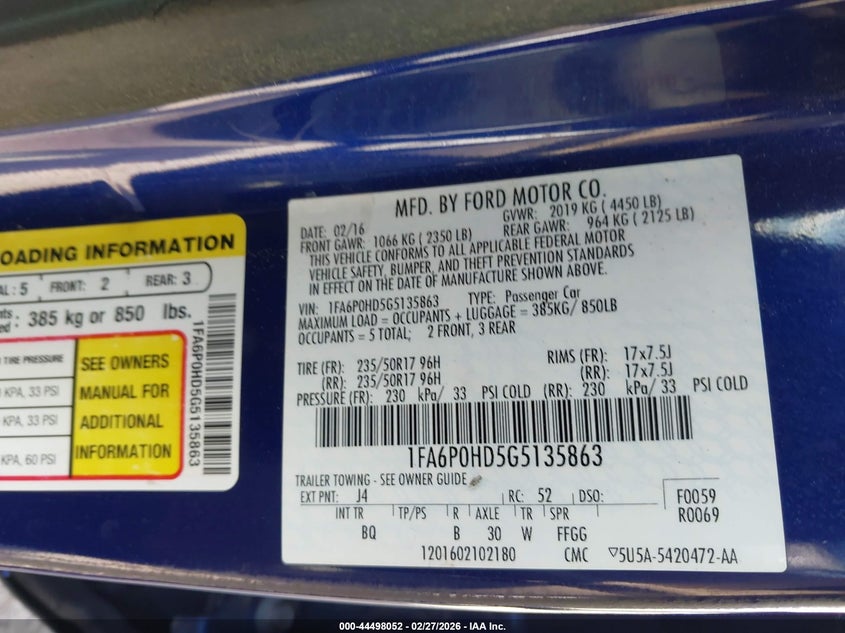 OADING INFORMATION
AL: 5 FRONT: 2 REAR: 3
385 kg or 850 lbs.
TIRE PRESSURE
KPA, 33 PSI
KPA, 33 PSI
KPA, 60 PSI
SEE OWNERS
MANUAL FOR
ADDITIONAL
INFORMATION
1FA6P0HD5G5135863
MFD. BY FORD MOTOR CO.
DATE: 02/16 GVWR: 2019 KG ( 4450 LB)
FRONT GAWR: 1066 KG ( 2350 LB) REAR GAWR: 964 KG ( 2125 LB)
THIS VEHICLE CONFORMS TO ALL APPLICABLE FEDERAL MOTOR
VEHICLE SAFETY, BUMPER, AND THEFT PREVENTION STANDARDS
IN EFFECT ON THE DATE OF MANUFACTURE SHOWN ABOVE.
VIN: 1FA6P0HD5G5135863 TYPE: Passenger Car
MAXIMUM LOAD = OCCUPANTS + LUGGAGE = 385KG/ 850LB
OCCUPANTS = 5 TOTAL; 2 FRONT, 3 REAR
TIRE (FR): 235/50R17 96H RIMS (FR): 17x7.5J
(RR): 235/50R17 96H (RR): 17x7.5J
PRESSURE (FR): 230 kPa/ 33 PSI COLD (RR): 230 kPa/ 33 PSI COLD
1FA6P0HD5G5135863
TRAILER TOWING - SEE OWNER GUIDE
EXT PNT: J4 RC: 52 DSO: F0059
INT TR TP/PS R AXLE TR SPR R0069
BQ B 30 W FFGG
1201602102180 CMC 5U5A-5420472-AA
000-44498052 - 02/27/2026 - IAA Inc.